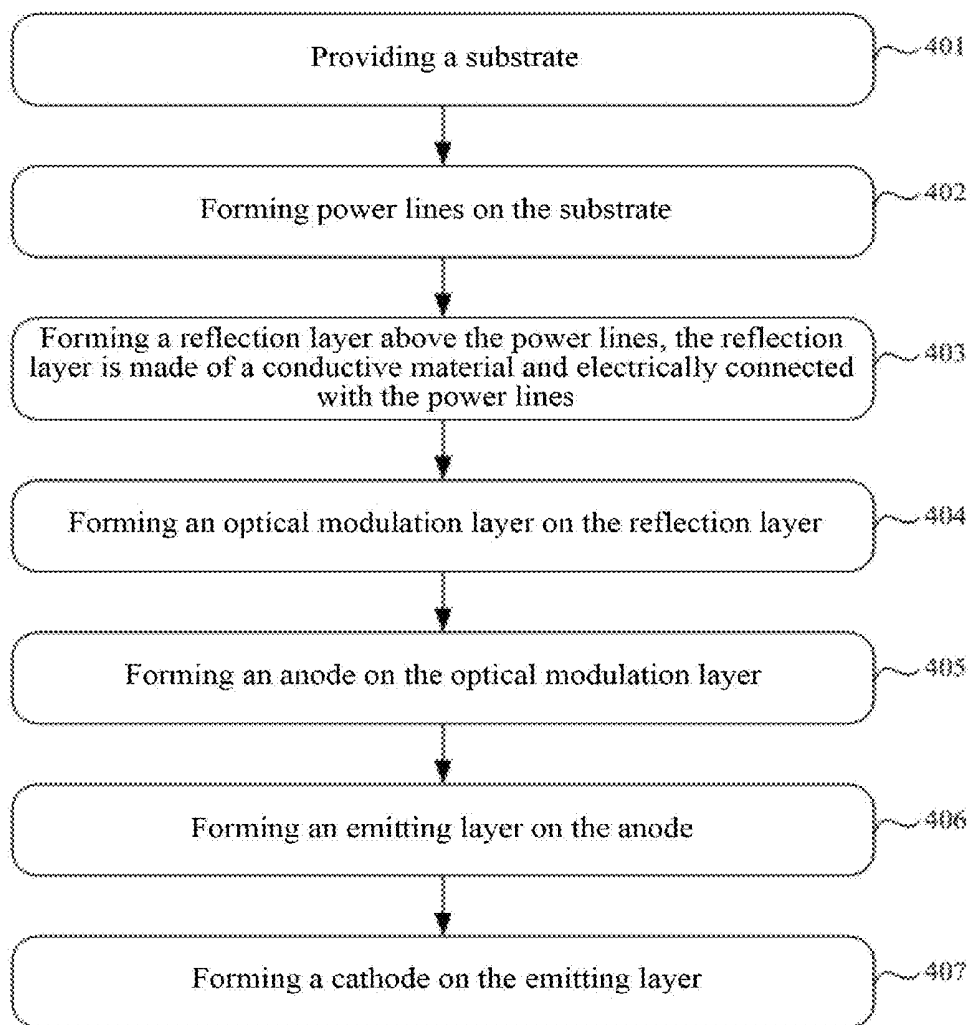 Providing a substrate
401
Forming power lines on the substrate
402
Forming a reflection layer above the power lines, the reflection
layer is made of a conductive material and electrically connected
with the power lines
403
Forming an optical modulation layer on the reflection layer
404
Forming an anode on the optical modulation layer
405
Forming an emitting layer on the anode
406
Forming a cathode on the emitting layer
407